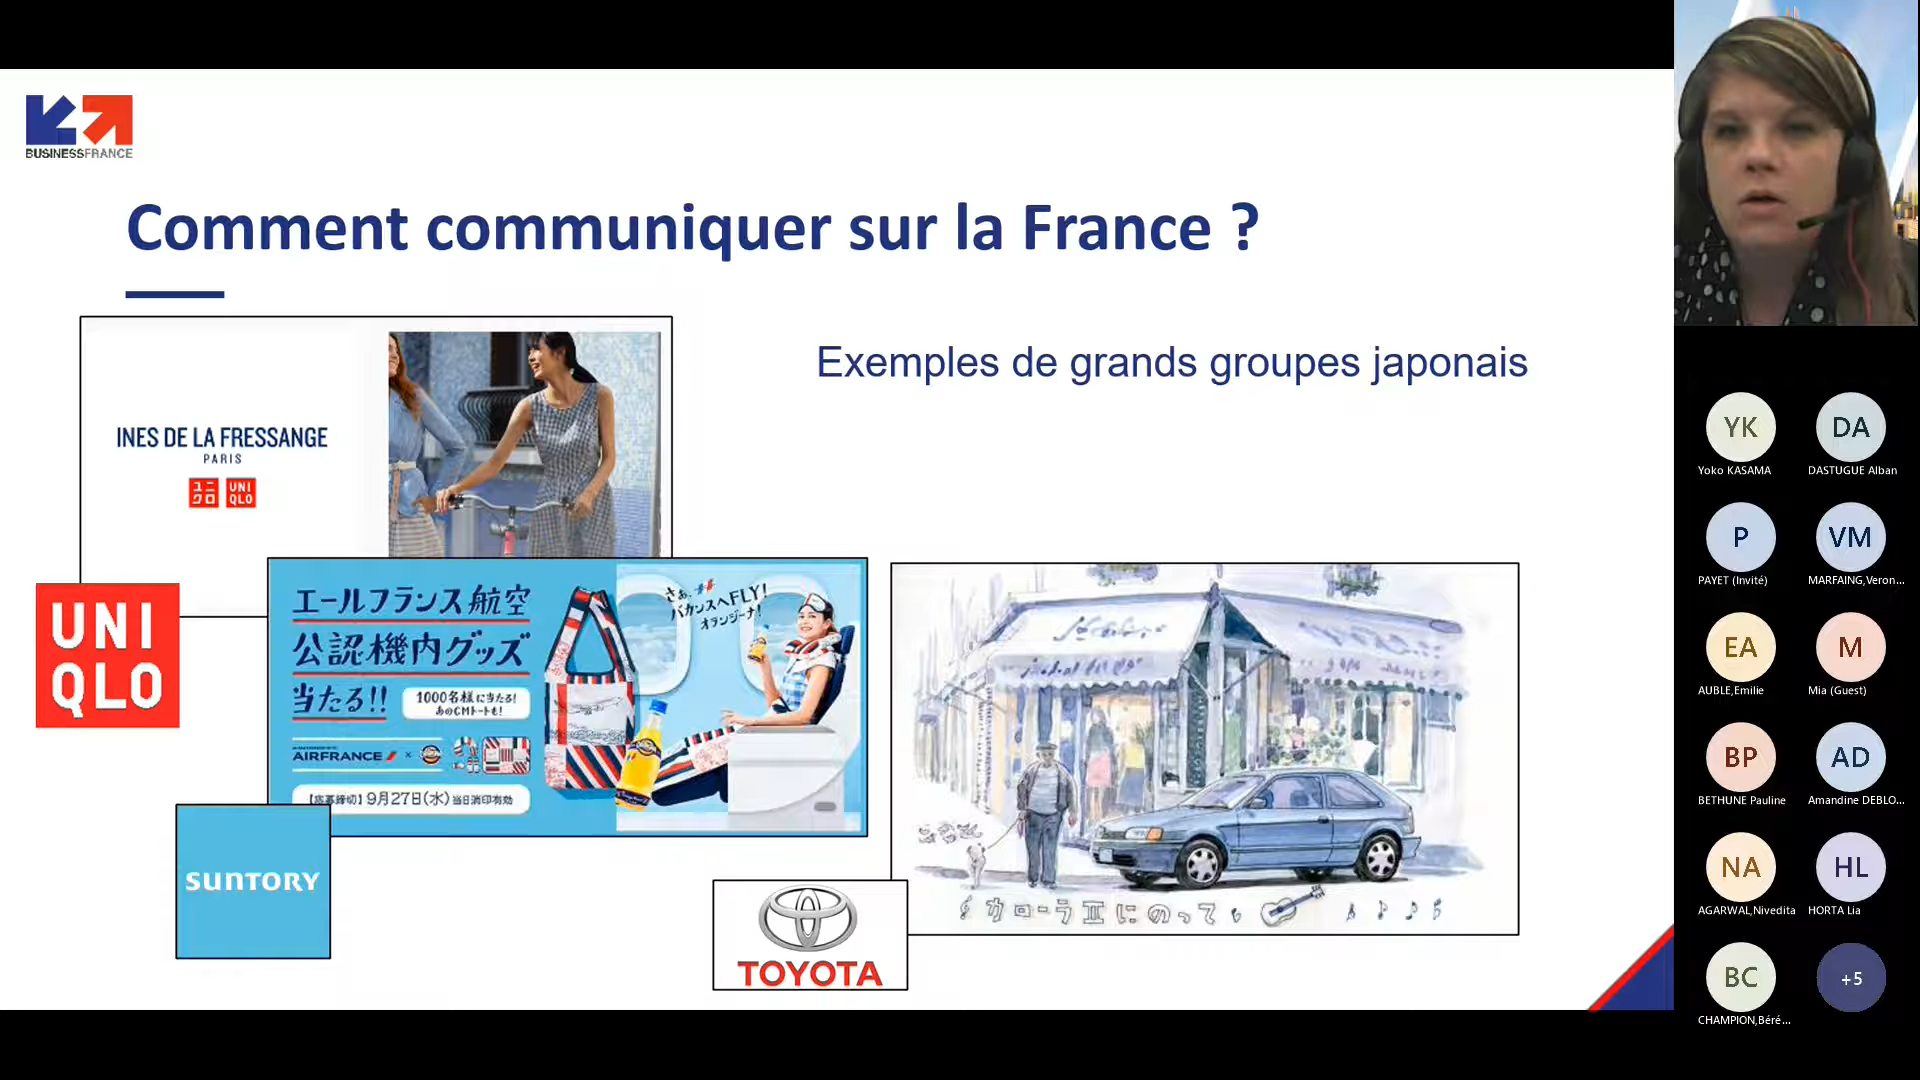 BUSINESSFRANCE
Comment communiquer sur la France ?
Exemples de grands groupes japonais
INES DE LA FRESSANGE
PARIS
ユニ
クロ
UNI
QLO
UNI
QLO
エールフランス航空
公認機内グッズ
当たる!!
1000名様に当たる!
あのCMトートも!
AIRFRANCE
×
【応募締切】9月27日(水)当日消印有効
さぁ、
バカンスへFLY!
オランジーナ!
SUNTORY
カローラⅡにのって
TOYOTA
YK
Yoko KASAMA
DA
DASTUGUE Alban
P
PAYET (Invité)
VM
MARFAING,Veron...
EA
AUBLE,Emilie
M
Mia (Guest)
BP
BETHUNE Pauline
AD
Amandine DEBLO...
NA
AGARWAL,Nivedita
HL
HORTA Lia
BC
CHAMPION,Béré...
+5